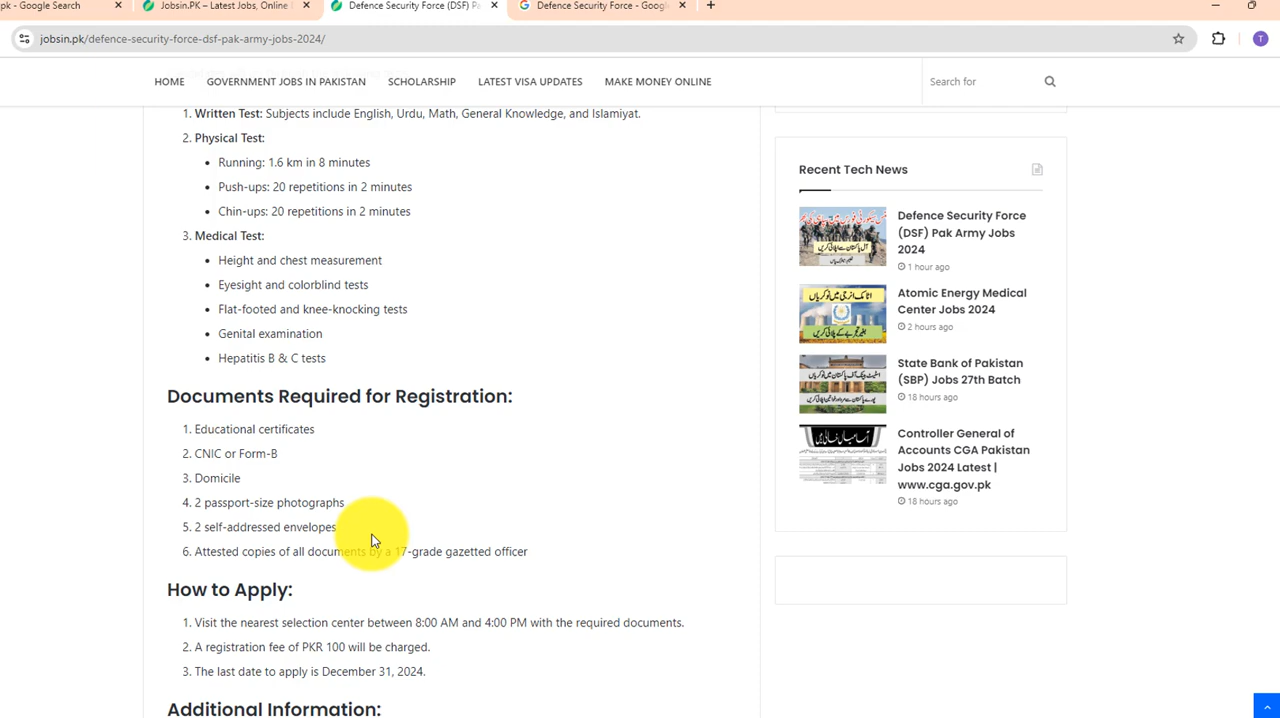 pk - Google Search
Jobsin.PK – Latest Jobs, Online
Defence Security Force (DSF) Pa
Defence Security Force - Google
jobsin.pk/defence-security-force-dsf-pak-army-jobs-2024/
T
HOME
GOVERNMENT JOBS IN PAKISTAN
SCHOLARSHIP
LATEST VISA UPDATES
MAKE MONEY ONLINE
Search for
1. Written Test: Subjects include English, Urdu, Math, General Knowledge, and Islamiyat.
2. Physical Test:
• Running: 1.6 km in 8 minutes
• Push-ups: 20 repetitions in 2 minutes
• Chin-ups: 20 repetitions in 2 minutes
3. Medical Test:
• Height and chest measurement
• Eyesight and colorblind tests
• Flat-footed and knee-knocking tests
• Genital examination
• Hepatitis B & C tests
Documents Required for Registration:
1. Educational certificates
2. CNIC or Form-B
3. Domicile
4. 2 passport-size photographs
5. 2 self-addressed envelopes
6. Attested copies of all documents by a 17-grade gazetted officer
How to Apply:
1. Visit the nearest selection center between 8:00 AM and 4:00 PM with the required documents.
2. A registration fee of PKR 100 will be charged.
3. The last date to apply is December 31, 2024.
Additional Information:
Recent Tech News
Defence Security Force
(DSF) Pak Army Jobs
2024
1 hour ago
اٹامک انرجی میں نوکریاں
Atomic Energy Medical
Center Jobs 2024
2 hours ago
State Bank of Pakistan
(SBP) Jobs 27th Batch
18 hours ago
Controller General of
Accounts CGA Pakistan
Jobs 2024 Latest |
www.cga.gov.pk
18 hours ago